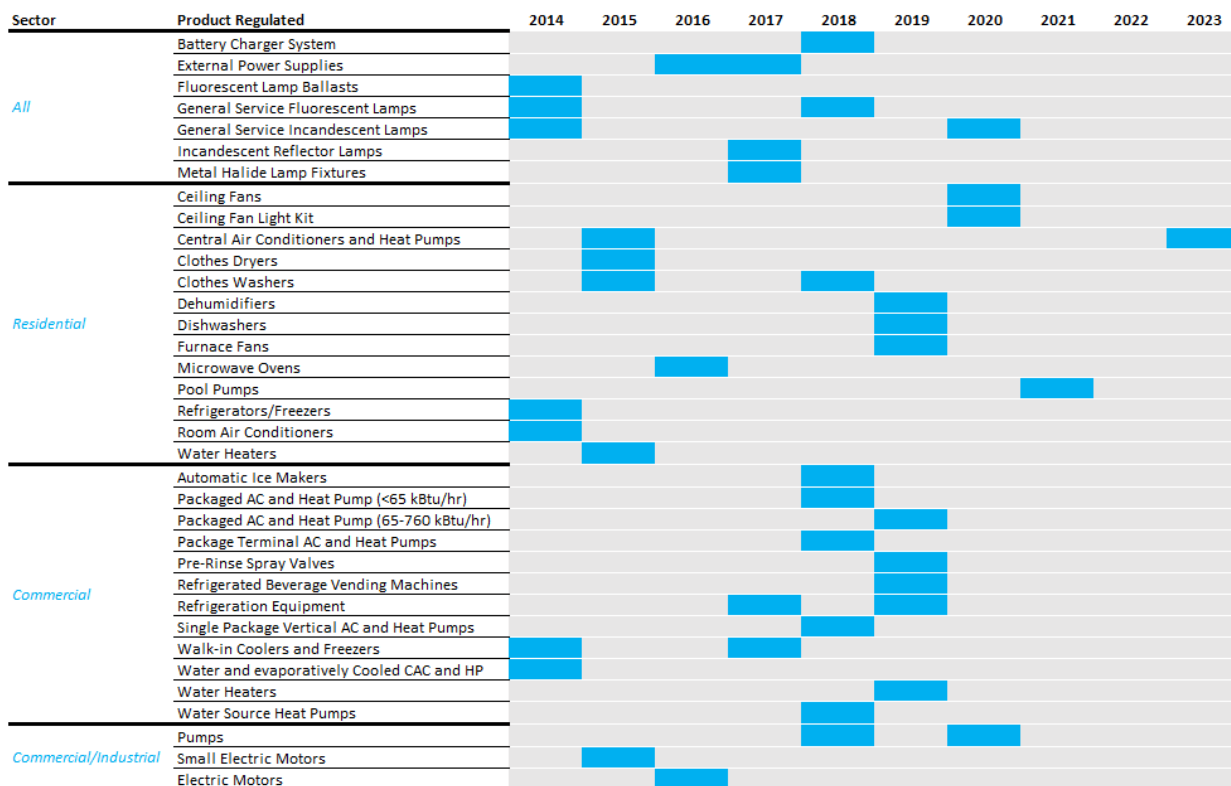 Sector Product Regulated 2014 2015 2016 2017 2018 2019 2020 2021 2022 2023
Battery Charger System
External Power Supplies
Fluorescent Lamp Ballasts
All General Service Fluorescent Lamps
General Service Incandescent Lamps
Incandescent Reflector Lamps
Metal Halide Lamp Fixtures
Ceiling Fans
Ceiling Fan Light Kit
Central Air Conditioners and Heat Pumps
Clothes Dryers
Clothes Washers
Dehumidifiers
Residential Dishwashers
Furnace Fans
Microwave Ovens
Pool Pumps
Refrigerators/Freezers
Room Air Conditioners
Water Heaters
Automatic Ice Makers
Packaged AC and Heat Pump (<65 kBtu/hr)
Packaged AC and Heat Pump (65-760 kBtu/hr)
Package Terminal AC and Heat Pumps
Pre-Rinse Spray Valves
Refrigerated Beverage Vending Machines
Commercial Refrigeration Equipment
Single Package Vertical AC and Heat Pumps
Walk-in Coolers and Freezers
Water and evaporatively Cooled CAC and HP
Water Heaters
Water Source Heat Pumps
Pumps
Commercial/Industrial Small Electric Motors
Electric Motors